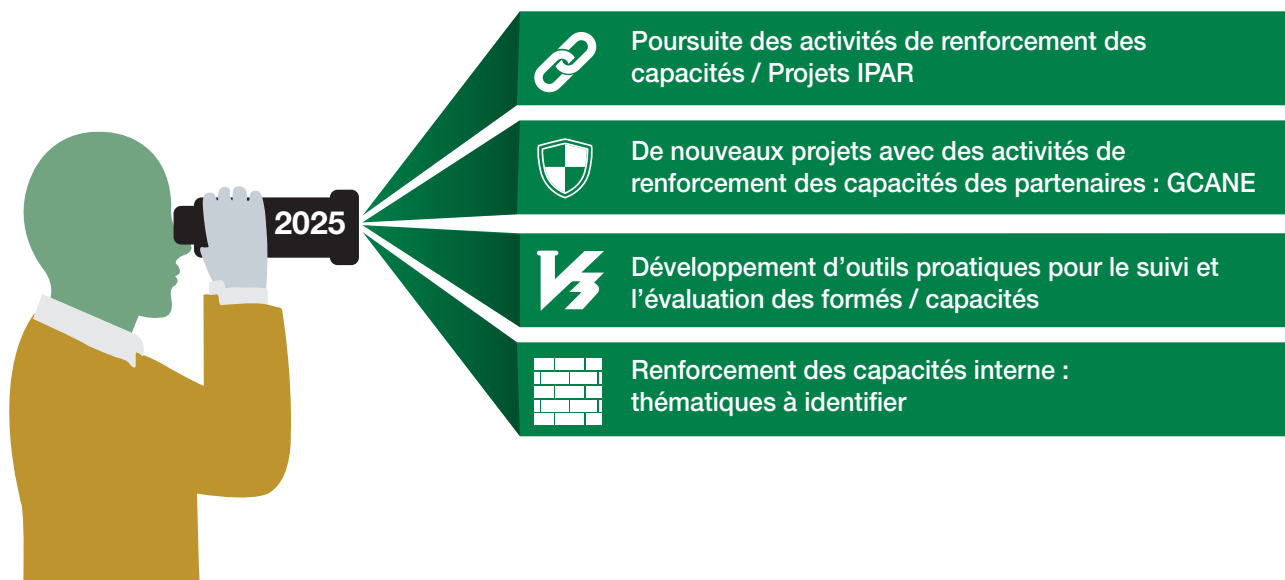 2025
Poursuite des activités de renforcement des
capacités / Projets IPAR
De nouveaux projets avec des activités de
renforcement des capacités des partenaires : GCANE
Développement d’outils proatiques pour le suivi et
l’évaluation des formés / capacités
Renforcement des capacités interne :
thématiques à identifier